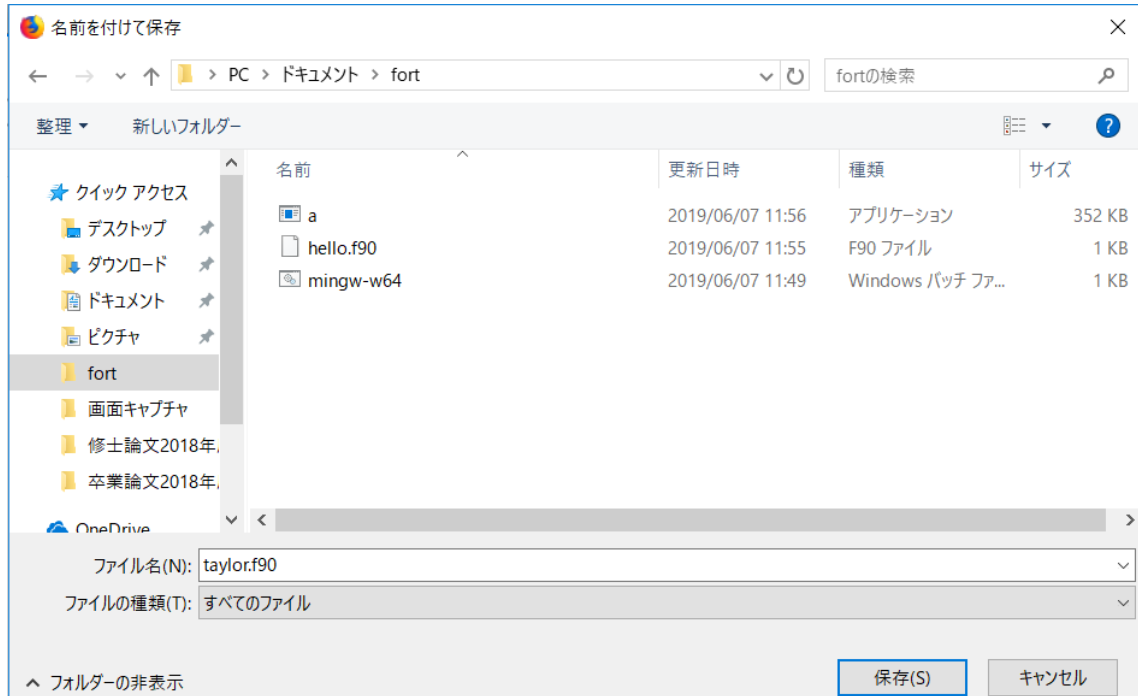 名前を付けて保存
PC > ドキュメント > fort
fortの検索
整理
新しいフォルダー
クイック アクセス
デスクトップ
ダウンロード
ドキュメント
ピクチャ
fort
画面キャプチャ
修士論文2018年
卒業論文2018年
OneDrive
名前 更新日時 種類 サイズ
a 2019/06/07 11:56 アプリケーション 352 KB
hello.f90 2019/06/07 11:55 F90 ファイル 1 KB
mingw-w64 2019/06/07 11:49 Windows バッチ ファ... 1 KB
ファイル名(N): taylor.f90
ファイルの種類(T): すべてのファイル
フォルダーの非表示
保存(S)
キャンセル